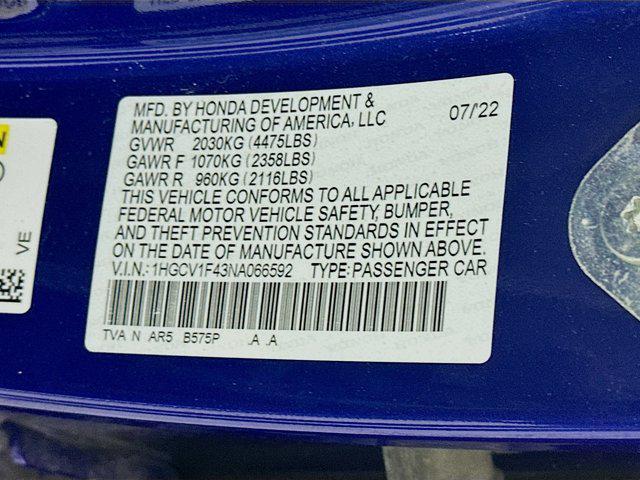 MFD. BY HONDA DEVELOPMENT &
MANUFACTURING OF AMERICA, LLC 07/22
GVWR 2030KG (4475LBS)
GAWR F 1070KG (2358LBS)
GAWR R 960KG (2116LBS)
THIS VEHICLE CONFORMS TO ALL APPLICABLE
FEDERAL MOTOR VEHICLE SAFETY, BUMPER,
AND THEFT PREVENTION STANDARDS IN EFFECT
ON THE DATE OF MANUFACTURE SHOWN ABOVE.
V.I.N.: 1HGCV1F43NA066592 TYPE: PASSENGER CAR
TVA N AR5 B575P .A .A
VE